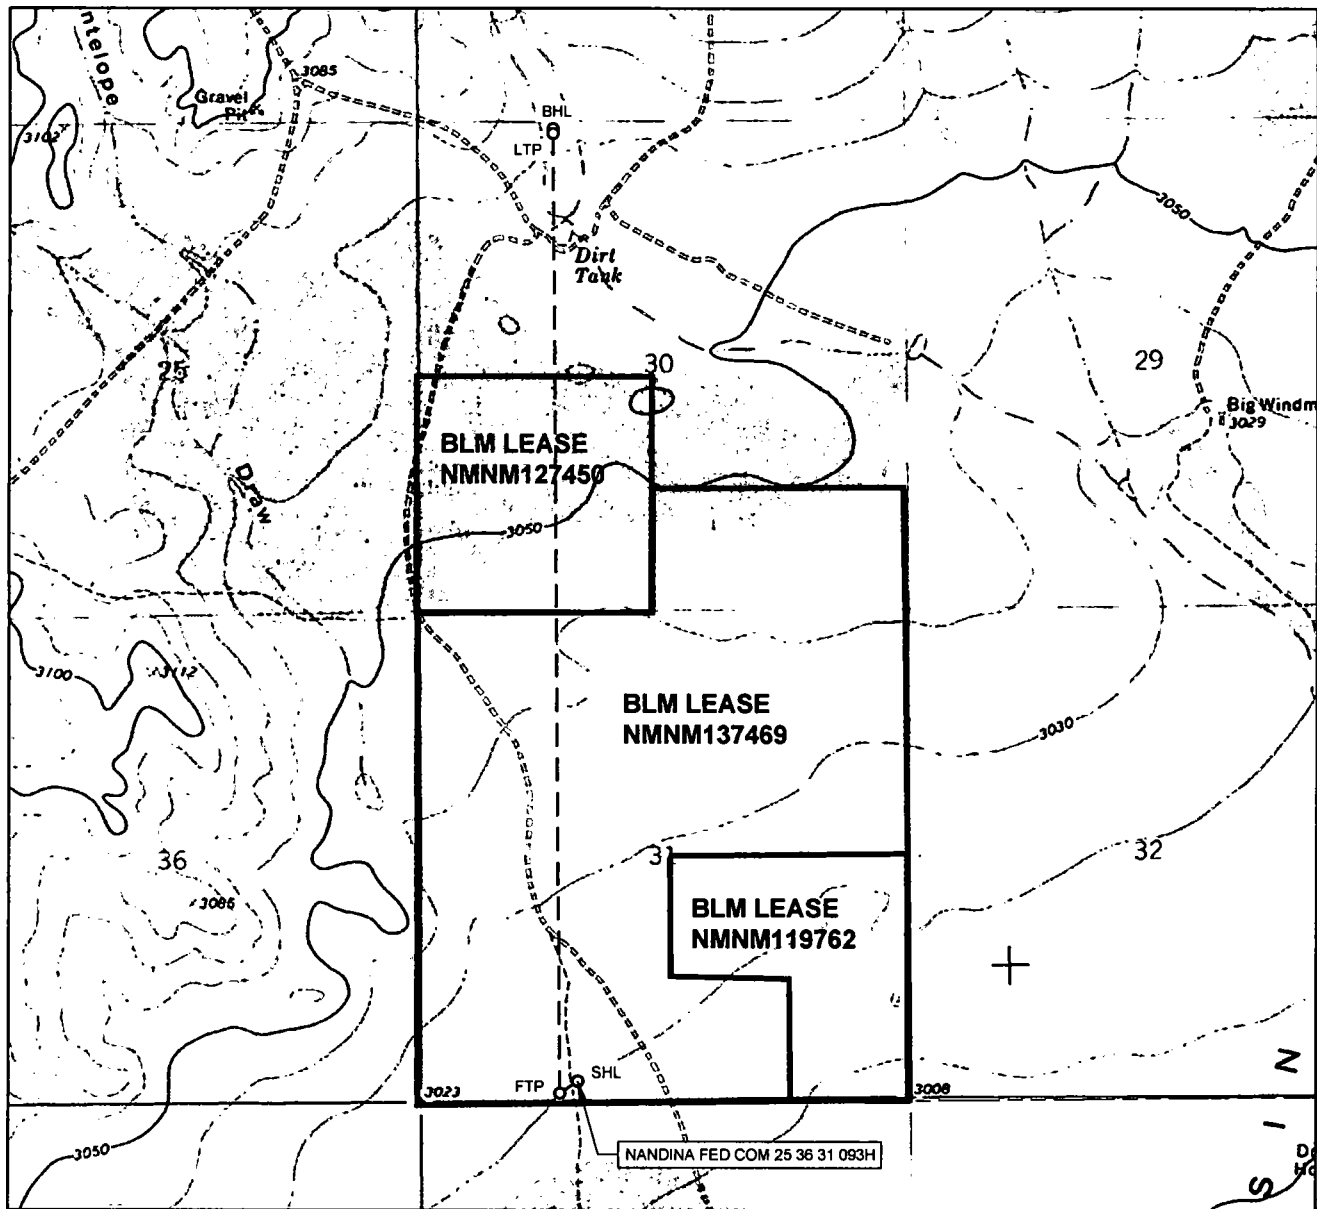 ntelope
3085
Gravel
Pit
3102
BHL
LTP
3050
Dirt
Tank
25
30
29
Big Windm
3029
BLM LEASE
NMNM127450
Draw
3050
3100
3112
BLM LEASE
NMNM137469
3030
36
31
32
3085
BLM LEASE
NMNM119762
FTP
SHL
3023
3008
3050
NANDINA FED COM 25 36 31 093H
S I N